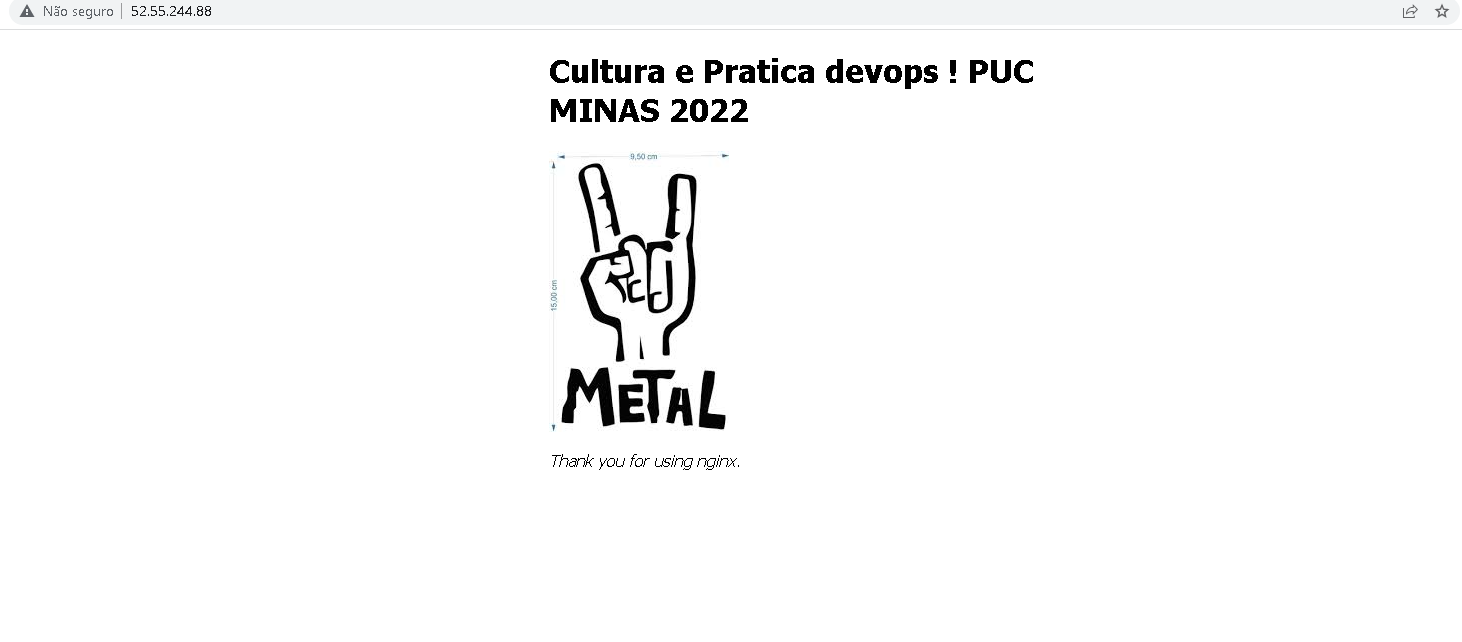 Não seguro | 52.55.244.88
Cultura e Pratica devops ! PUC
MINAS 2022
9,50 cm
15,00 cm
METAL
Thank you for using nginx.